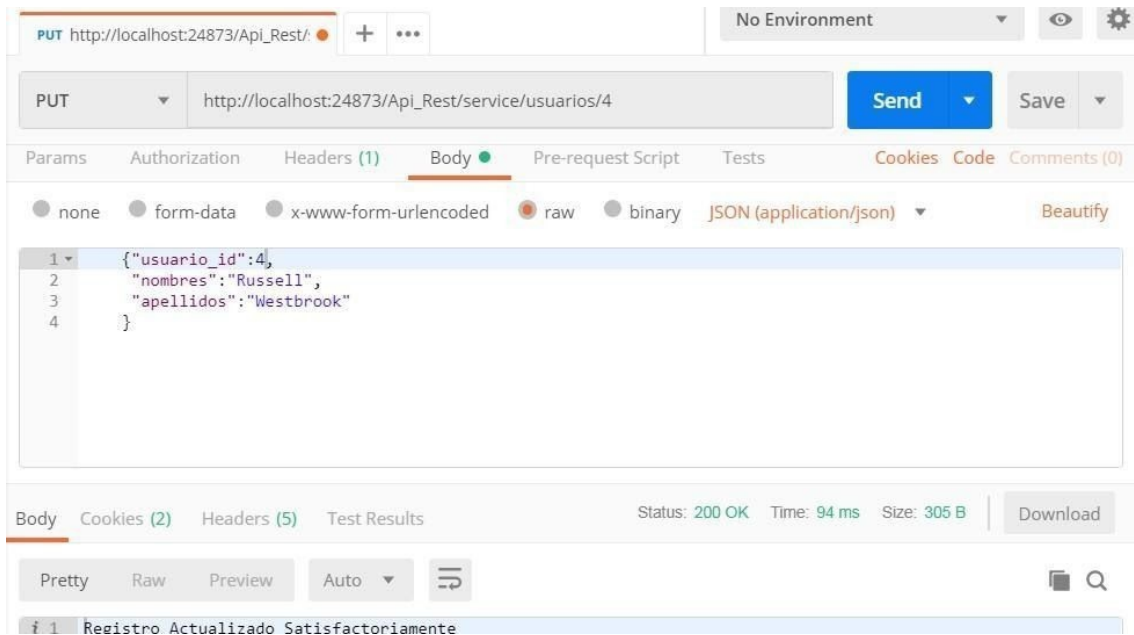 PUT http://localhost:24873/Api_Rest/ + ••• No Environment
PUT http://localhost:24873/Api_Rest/service/usuarios/4 Send Save
Params Authorization Headers (1) Body Pre-request Script Tests Cookies Code Comments (0)
none form-data x-www-form-urlencoded raw binary JSON (application/json) Beautify
1 {"usuario_id":4,
2 "nombres":"Russell",
3 "apellidos":"Westbrook"
4 }
Body Cookies (2) Headers (5) Test Results Status: 200 OK Time: 94 ms Size: 305 B Download
Pretty Raw Preview Auto
i 1 Registro Actualizado Satisfactoriamente